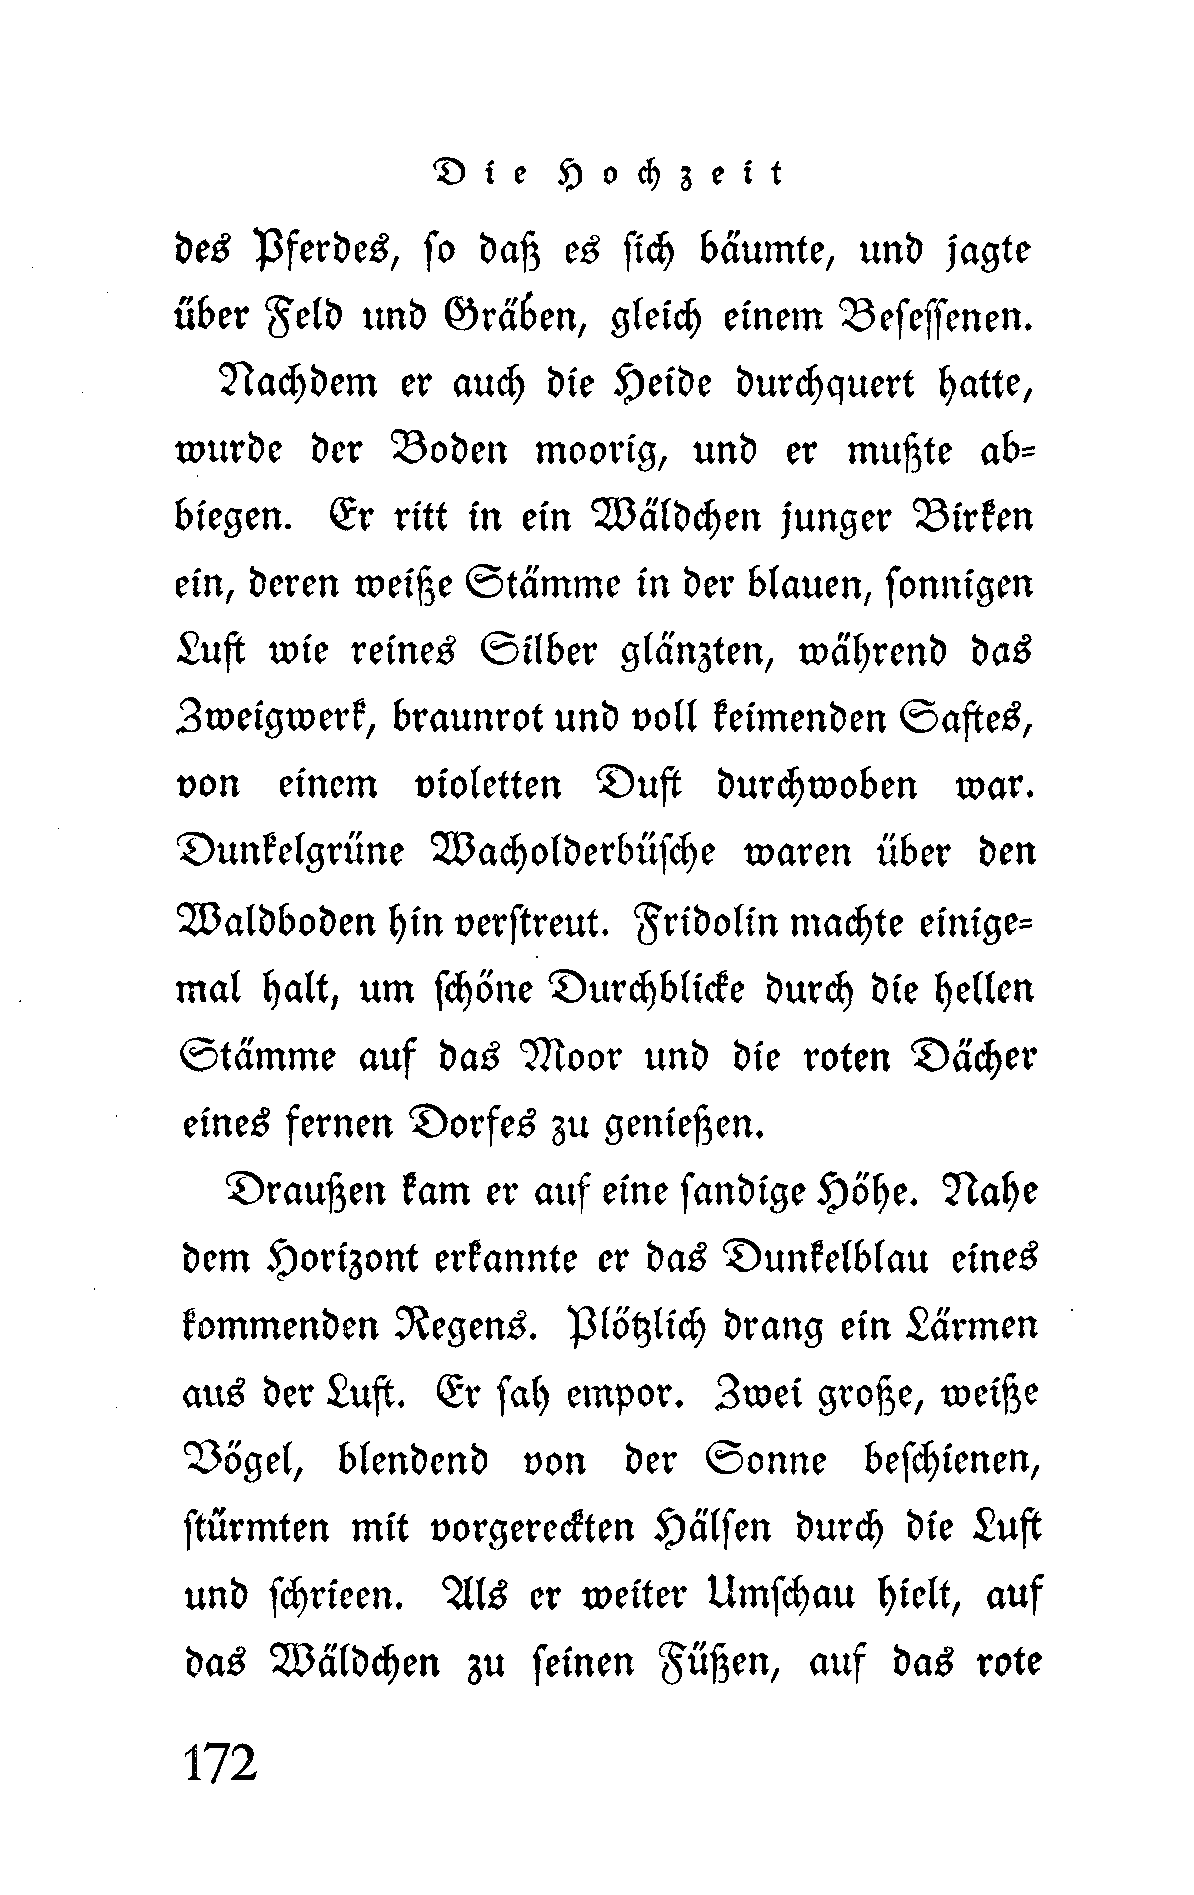 Die Hochzeit
des Pferdes, so daß es sich bäumte, und jagte
über Feld und Gräben, gleich einem Besessenen.
Nachdem er auch die Heide durchquert hatte,
wurde der Boden moorig, und er mußte ab-
biegen. Er ritt in ein Wäldchen junger Birken
ein, deren weiße Stämme in der blauen, sonnigen
Luft wie reines Silber glänzten, während das
Zweigwerk, braunrot und voll keimenden Saftes,
von einem violetten Duft durchwoben war.
Dunkelgrüne Wacholderbüsche waren über den
Waldboden hin verstreut. Fridolin machte einige-
mal halt, um schöne Durchblicke durch die hellen
Stämme auf das Moor und die roten Dächer
eines fernen Dorfes zu genießen.
Draußen kam er auf eine sandige Höhe. Nahe
dem Horizont erkannte er das Dunkelblau eines
kommenden Regens. Plötzlich drang ein Lärmen
aus der Luft. Er sah empor. Zwei große, weiße
Vögel, blendend von der Sonne beschienen,
stürmten mit vorgereckten Hälsen durch die Luft
und schrieen. Als er weiter Umschau hielt, auf
das Wäldchen zu seinen Füßen, auf das rote
172